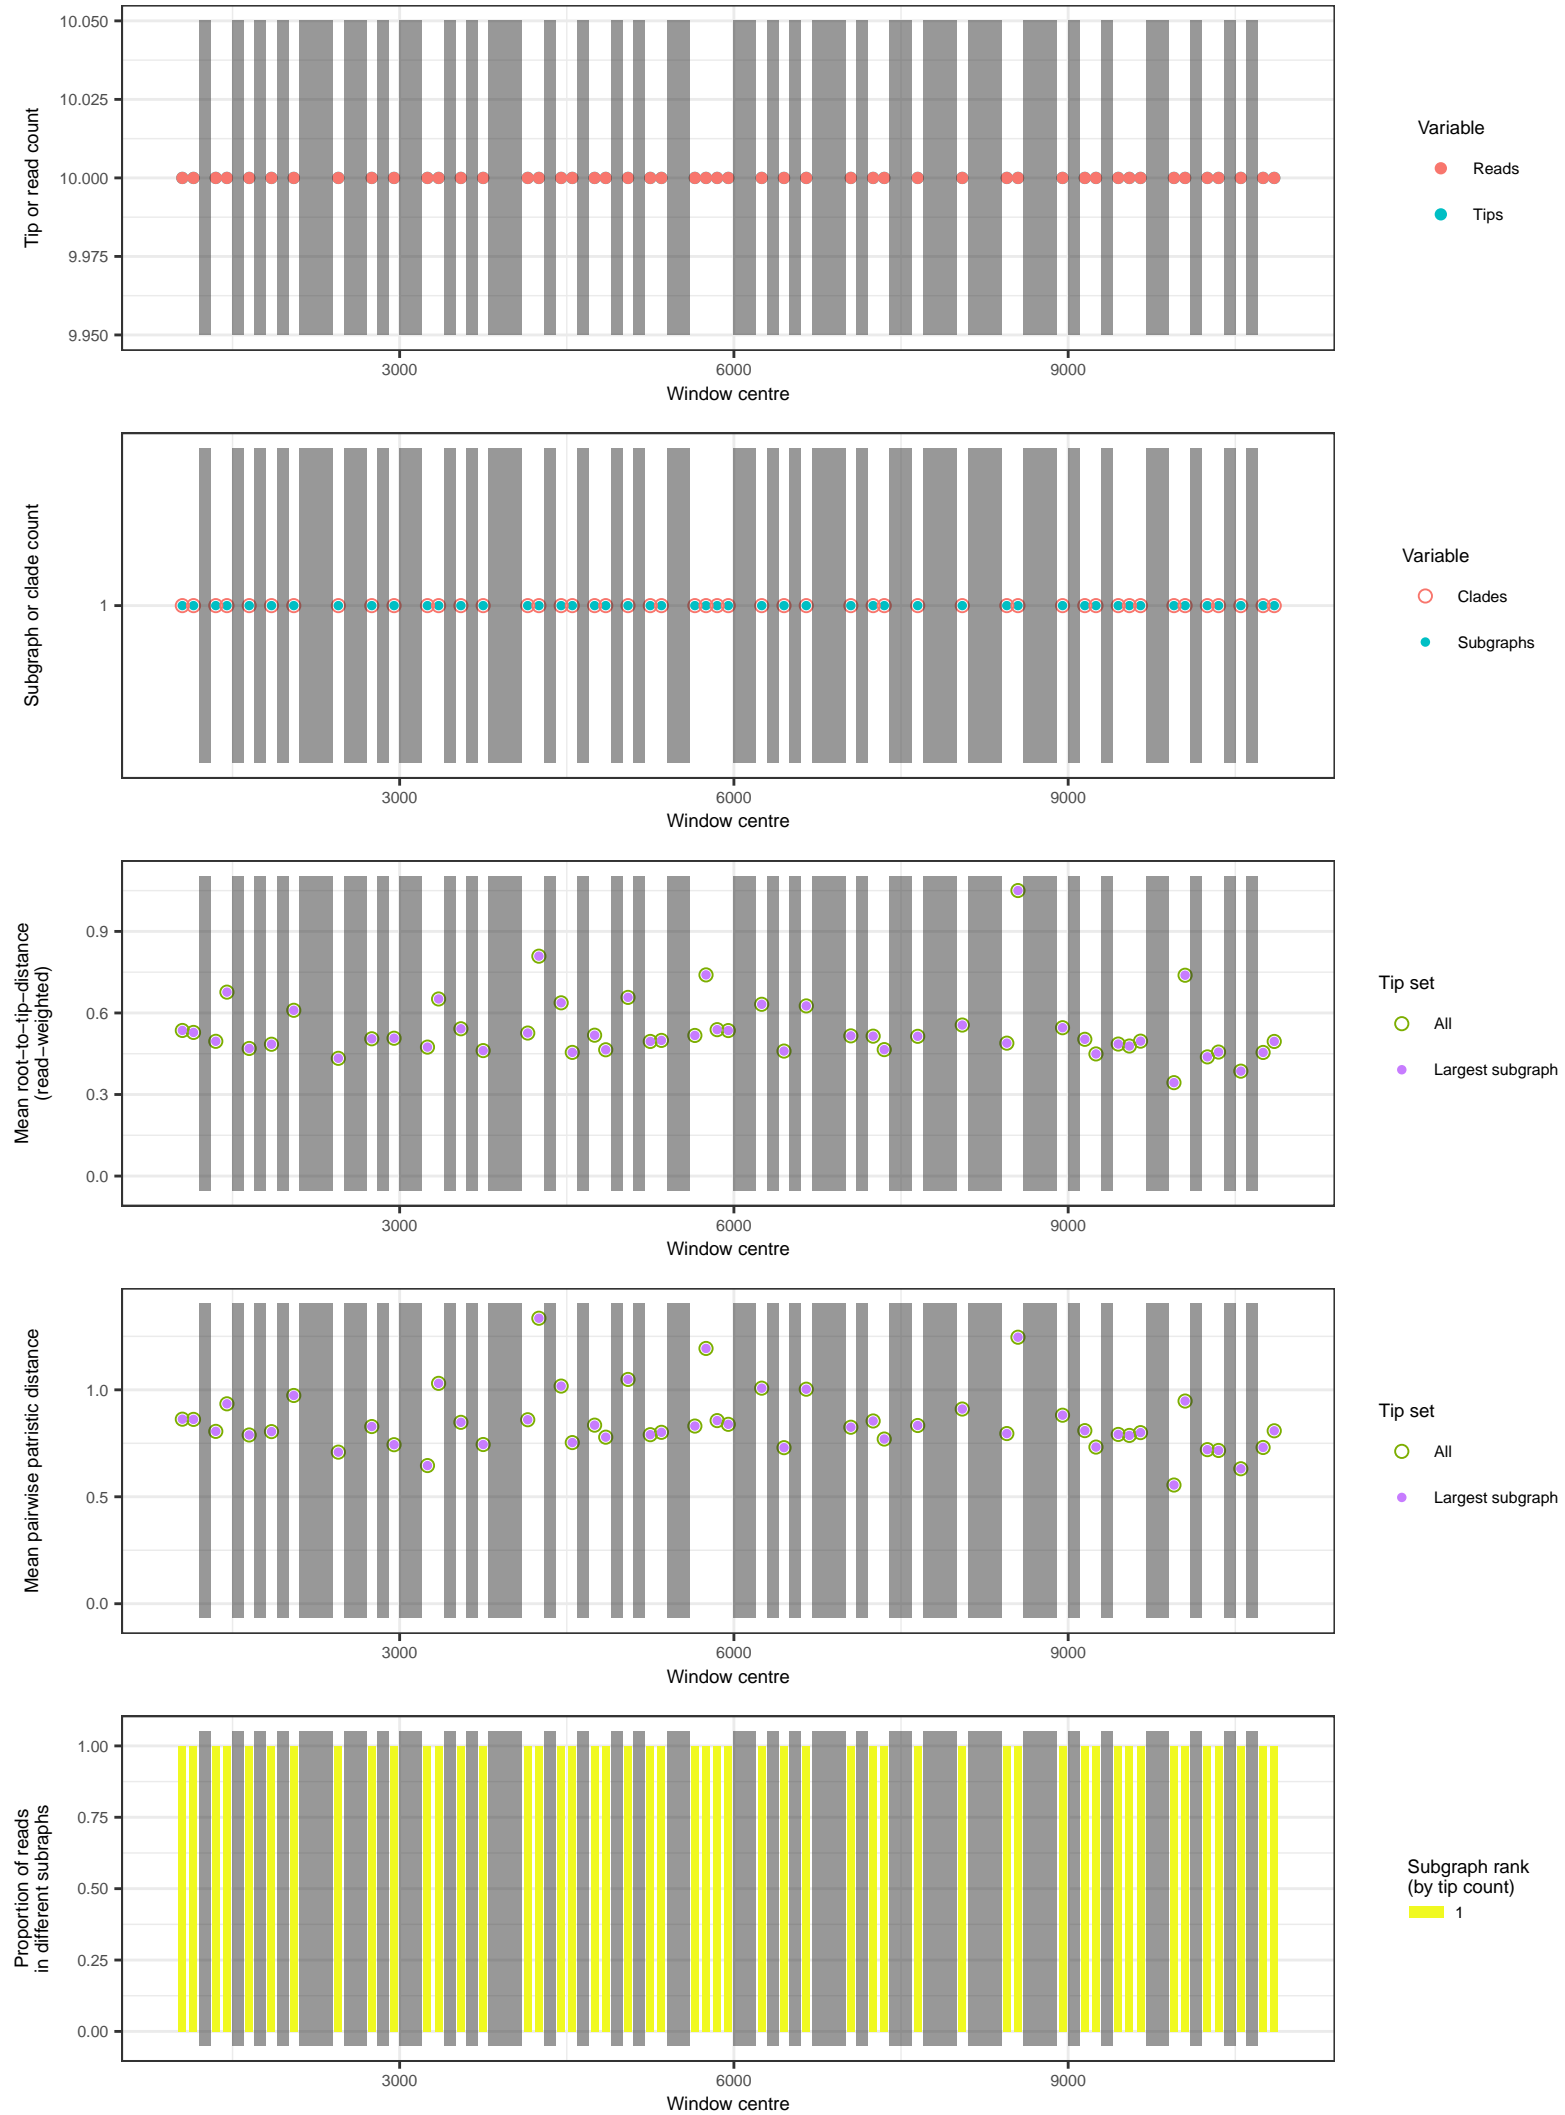 10.050
10.025
10.000
9.975
9.950
Tip or read count
3000 6000 9000
Window centre
Variable
Reads
Tips
1
Subgraph or clade count
3000 6000 9000
Window centre
Variable
Clades
Subgraphs
0.9
0.6
0.3
0.0
Mean root−to−tip−distance
(read−weighted)
3000 6000 9000
Window centre
Tip set
All
Largest subgraph
1.0
0.5
0.0
Mean pairwise patristic distance
3000 6000 9000
Window centre
Tip set
All
Largest subgraph
1.00
0.75
0.50
0.25
0.00
Proportion of reads
in different subraphs
3000 6000 9000
Window centre
Subgraph rank
(by tip count)
1